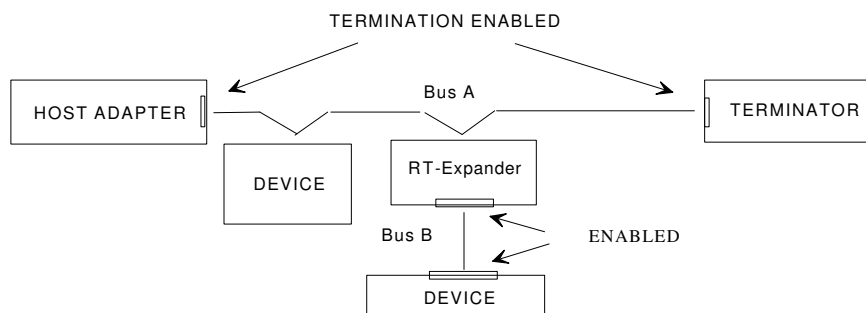 TERMINATION ENABLED
Bus A
HOST ADAPTER
TERMINATOR
DEVICE
RT-Expander
Bus B
ENABLED
DEVICE